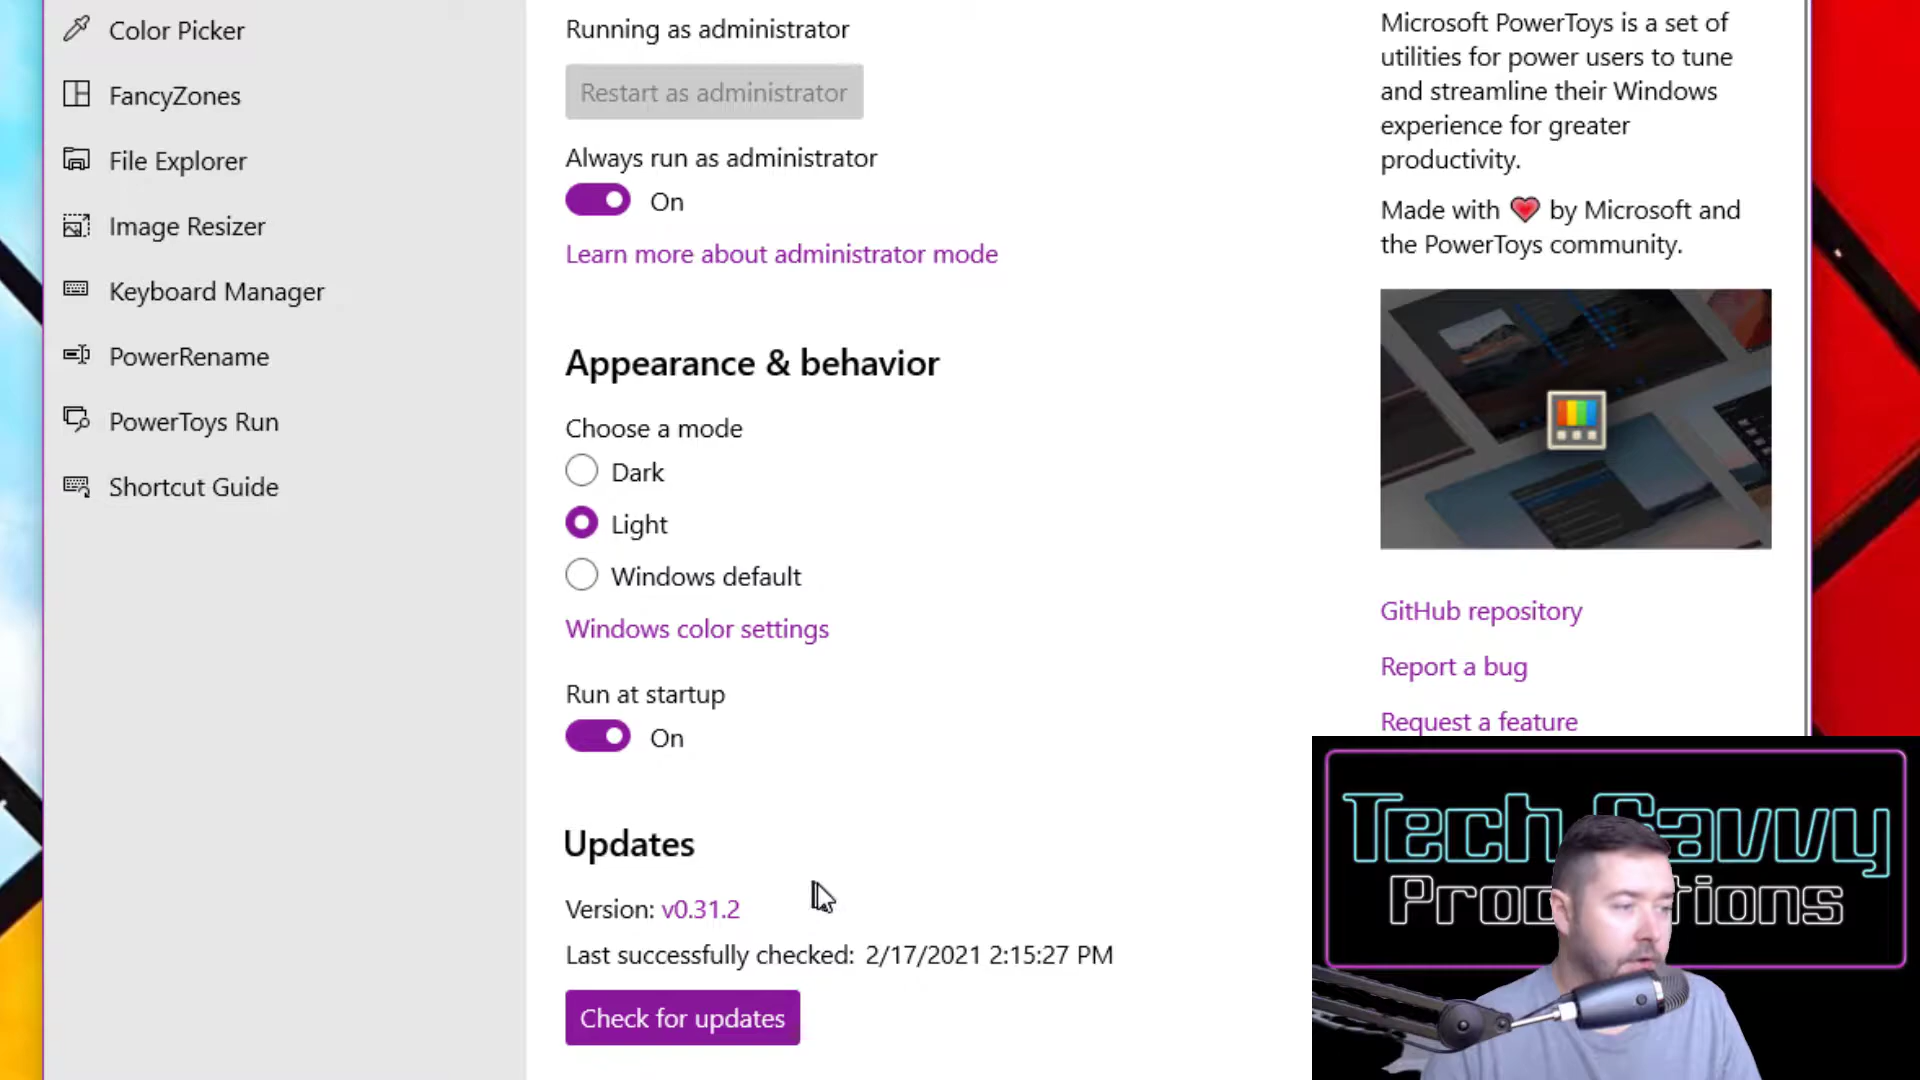 Color Picker
FancyZones
File Explorer
Image Resizer
Keyboard Manager
PowerRename
PowerToys Run
Shortcut Guide
Running as administrator
Restart as administrator
Always run as administrator
On
Learn more about administrator mode
Appearance & behavior
Choose a mode
Dark
Light
Windows default
Windows color settings
Run at startup
On
Updates
Version: v0.31.2
Last successfully checked: 2/17/2021 2:15:27 PM
Check for updates
Microsoft PowerToys is a set of
utilities for power users to tune
and streamline their Windows
experience for greater
productivity.
Made with ❤ by Microsoft and
the PowerToys community.
GitHub repository
Report a bug
Request a feature
Tech Savvy